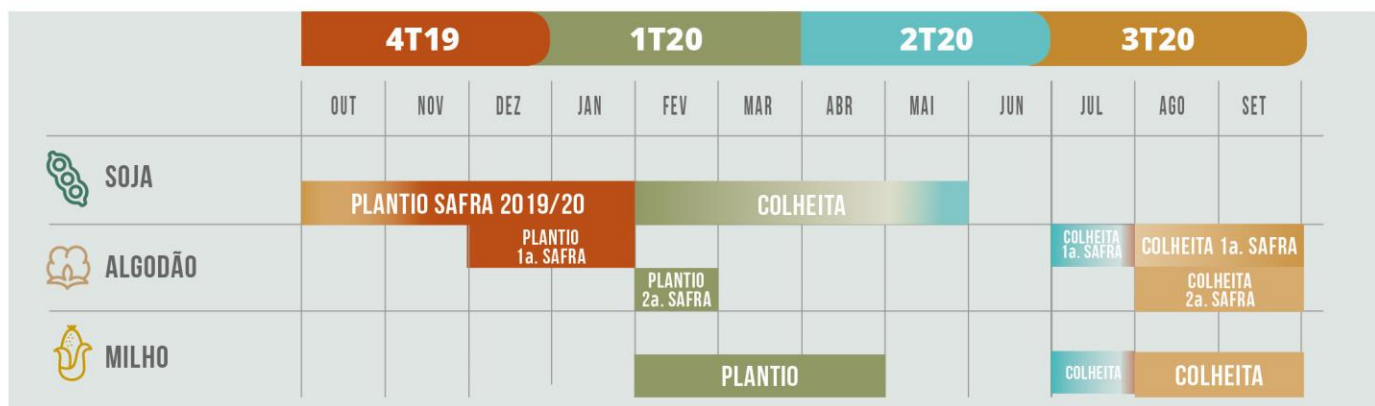 4T19 1T20 2T20 3T20
OUT NOV DEZ JAN FEV MAR ABR MAI JUN JUL AGO SET
SOJA
PLANTIO SAFRA 2019/20 COLHEITA
ALGODÃO
PLANTIO
1a. SAFRA
PLANTIO
2a. SAFRA
COLHEITA
1a. SAFRA
COLHEITA 1a. SAFRA
COLHEITA
2a. SAFRA
MILHO
PLANTIO COLHEITA COLHEITA